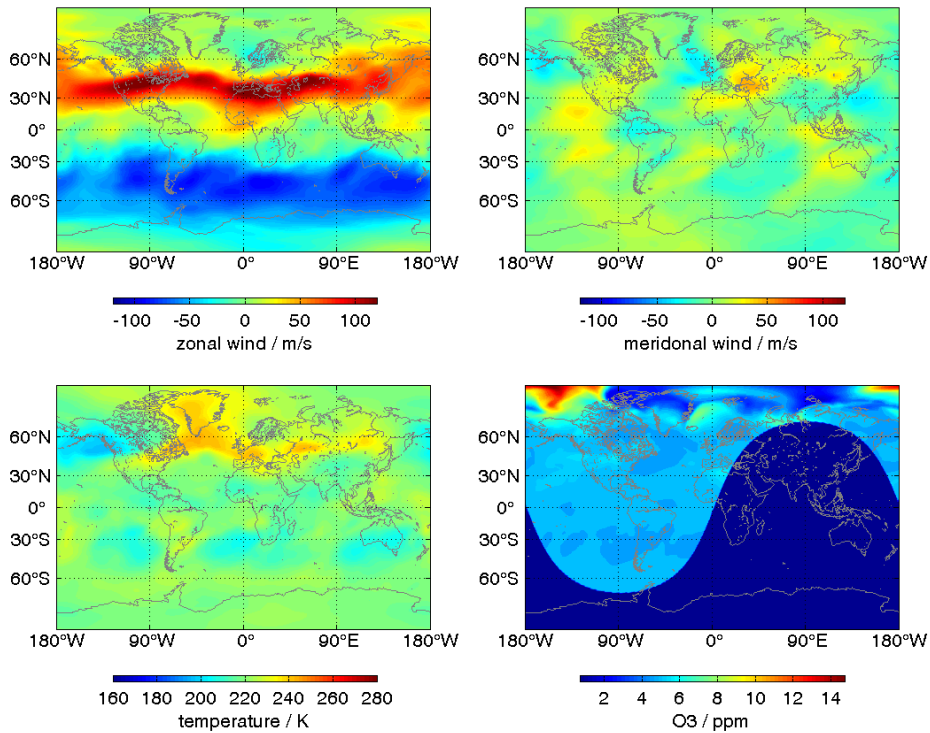 60°N
30°N
0°
30°S
60°S
180°W 90°W 0° 90°E 180°W
-100 -50 0 50 100
zonal wind / m/s
60°N
30°N
0°
30°S
60°S
180°W 90°W 0° 90°E 180°W
-100 -50 0 50 100
meridonal wind / m/s
60°N
30°N
0°
30°S
60°S
180°W 90°W 0° 90°E 180°W
160 180 200 220 240 260 280
temperature / K
60°N
30°N
0°
30°S
60°S
180°W 90°W 0° 90°E 180°W
2 4 6 8 10 12 14
O3 / ppm